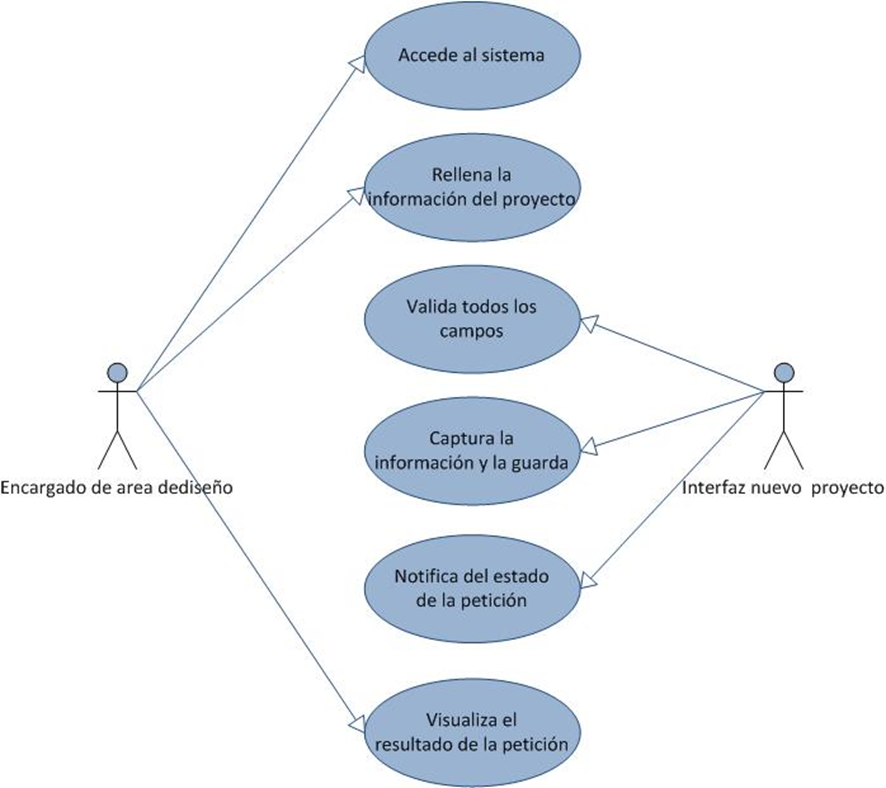 Accede al sistema
Rellena la
información del proyecto
Valida todos los
campos
Captura la
información y la guarda
Encargado de area dediseño
Interfaz nuevo  proyecto
Notifica del estado
de la petición
Visualiza el
resultado de la petición